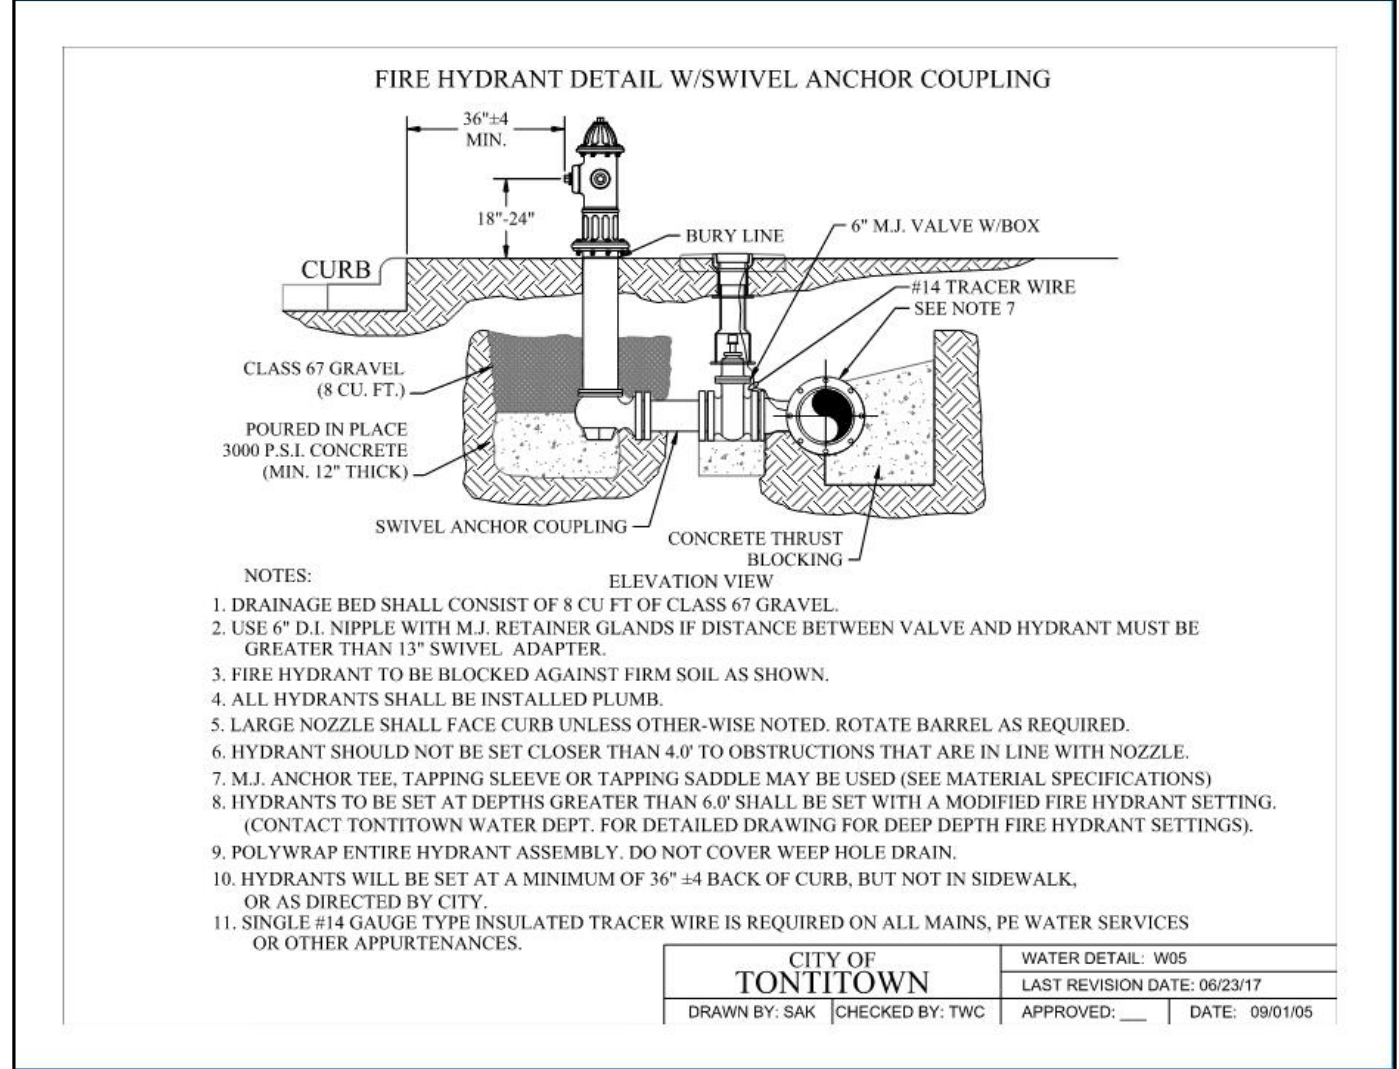 FIRE HYDRANT DETAIL W/SWIVEL ANCHOR COUPLING
36"±4
MIN.
18"-24"
BURY LINE
6" M.J. VALVE W/BOX
CURB
#14 TRACER WIRE
SEE NOTE 7
CLASS 67 GRAVEL
(8 CU. FT.)
POURED IN PLACE
3000 P.S.I. CONCRETE
(MIN. 12" THICK)
SWIVEL ANCHOR COUPLING
CONCRETE THRUST
BLOCKING
NOTES:
ELEVATION VIEW
1. DRAINAGE BED SHALL CONSIST OF 8 CU FT OF CLASS 67 GRAVEL.
2. USE 6" D.I. NIPPLE WITH M.J. RETAINER GLANDS IF DISTANCE BETWEEN VALVE AND HYDRANT MUST BE
GREATER THAN 13" SWIVEL ADAPTER.
3. FIRE HYDRANT TO BE BLOCKED AGAINST FIRM SOIL AS SHOWN.
4. ALL HYDRANTS SHALL BE INSTALLED PLUMB.
5. LARGE NOZZLE SHALL FACE CURB UNLESS OTHER-WISE NOTED. ROTATE BARREL AS REQUIRED.
6. HYDRANT SHOULD NOT BE SET CLOSER THAN 4.0' TO OBSTRUCTIONS THAT ARE IN LINE WITH NOZZLE.
7. M.J. ANCHOR TEE, TAPPING SLEEVE OR TAPPING SADDLE MAY BE USED (SEE MATERIAL SPECIFICATIONS)
8. HYDRANTS TO BE SET AT DEPTHS GREATER THAN 6.0' SHALL BE SET WITH A MODIFIED FIRE HYDRANT SETTING.
(CONTACT TONTITOWN WATER DEPT. FOR DETAILED DRAWING FOR DEEP DEPTH FIRE HYDRANT SETTINGS).
9. POLYWRAP ENTIRE HYDRANT ASSEMBLY. DO NOT COVER WEEP HOLE DRAIN.
10. HYDRANTS WILL BE SET AT A MINIMUM OF 36" ±4 BACK OF CURB, BUT NOT IN SIDEWALK,
OR AS DIRECTED BY CITY.
11. SINGLE #14 GAUGE TYPE INSULATED TRACER WIRE IS REQUIRED ON ALL MAINS, PE WATER SERVICES
OR OTHER APPURTENANCES.
CITY OF
TONTITOWN
WATER DETAIL: W05
LAST REVISION DATE: 06/23/17
DRAWN BY: SAK
CHECKED BY: TWC
APPROVED: ___
DATE: 09/01/05